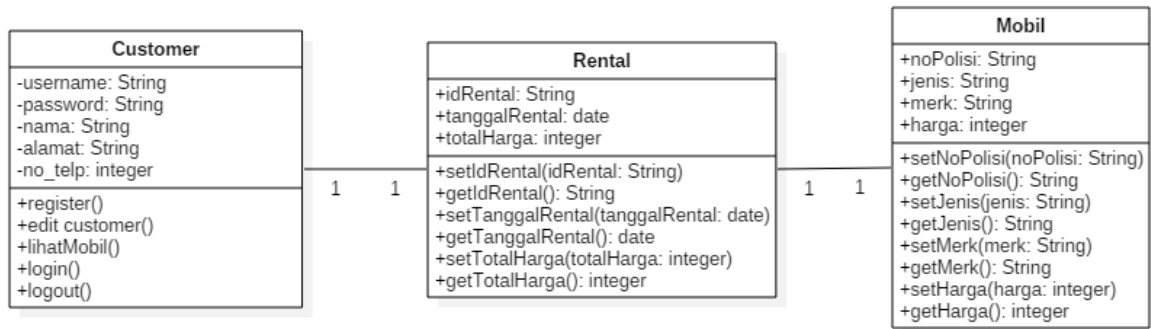 Customer
-username: String
-password: String
-nama: String
-alamat: String
-no_telp: integer
+register()
+edit customer()
+lihatMobil()
+login()
+logout()
1
1
Rental
+idRental: String
+tanggalRental: date
+totalHarga: integer
+setIdRental(idRental: String)
+getIdRental(): String
+setTanggalRental(tanggalRental: date)
+getTanggalRental(): date
+setTotalHarga(totalHarga: integer)
+getTotalHarga(): integer
1
1
Mobil
+noPolisi: String
+jenis: String
+merk: String
+harga: integer
+setNoPolisi(noPolisi: String)
+getNoPolisi(): String
+setJenis(jenis: String)
+getJenis(): String
+setMerk(merk: String)
+getMerk(): String
+setHarga(harga: integer)
+getHarga(): integer